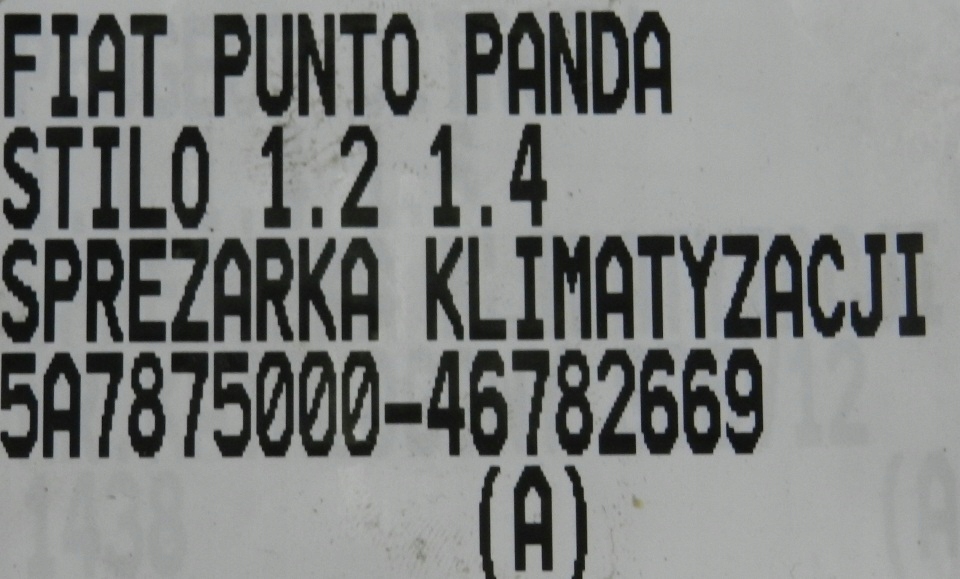 FIAT PUNTO PANDA
STILO 1.2 1.4
SPREZARKA KLIMATYZACJI
5A7875000-46782669
(A)